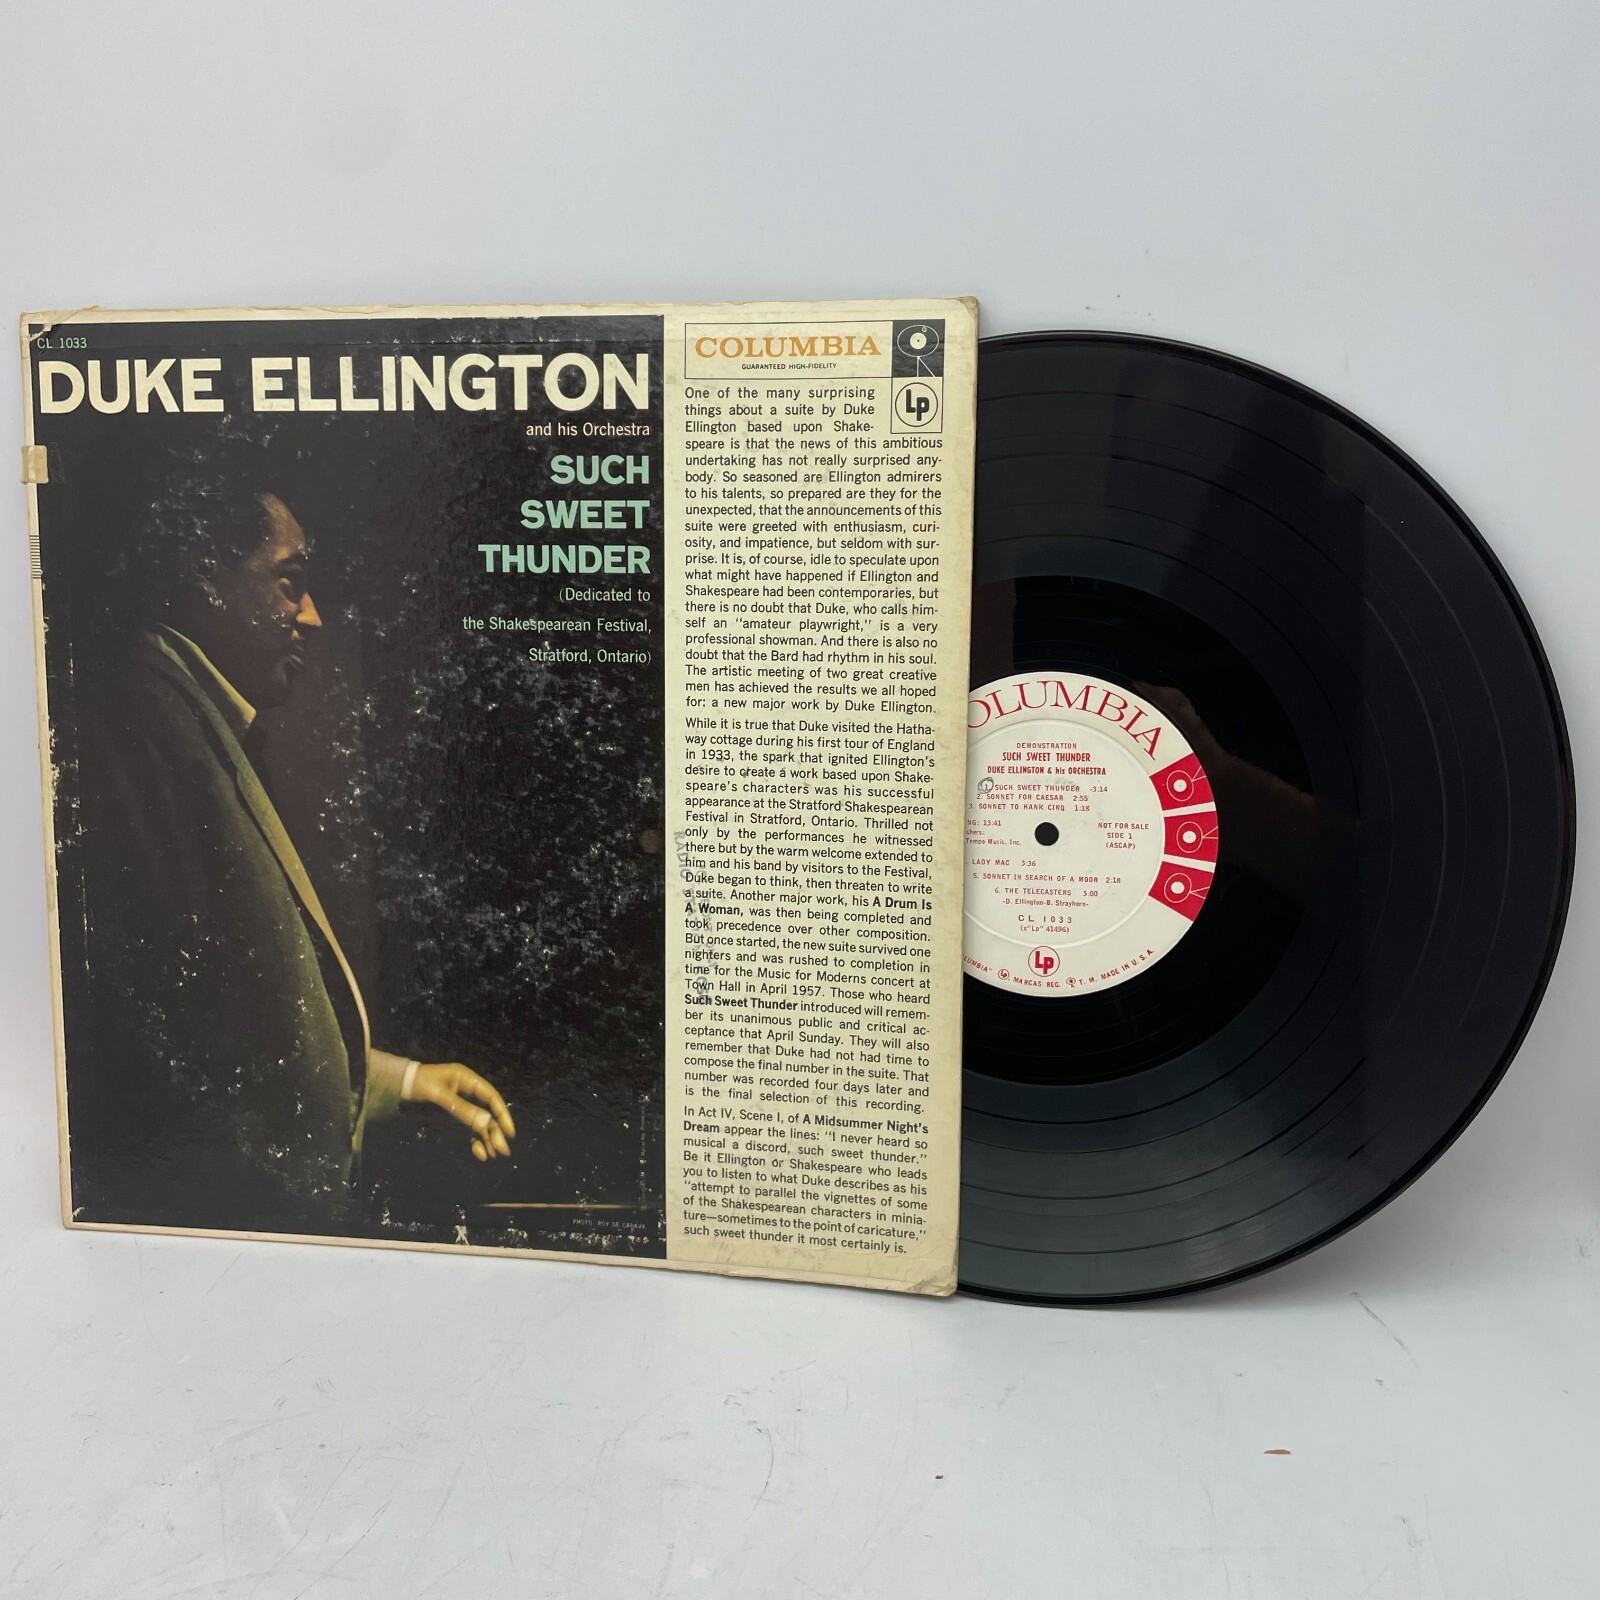 CL 1033
DUKE ELLINGTON
and his Orchestra
SUCH
SWEET
THUNDER
(Dedicated to
the Shakespearean Festival,
Stratford, Ontario)
PHOTO: ROY DE CARAVA
COLUMBIA
GUARANTEED HIGH-FIDELITY
Lp
One of the many surprising
things about a suite by Duke
Ellington based upon Shake-
speare is that the news of this ambitious
undertaking has not really surprised any-
body. So seasoned are Ellington admirers
to his talents, so prepared are they for the
unexpected, that the announcements of this
suite were greeted with enthusiasm, curi-
osity, and impatience, but seldom with sur-
prise. It is, of course, idle to speculate upon
what might have happened if Ellington and
Shakespeare had been contemporaries, but
there is no doubt that Duke, who calls him-
self an "amateur playwright," is a very
professional showman. And there is also no
doubt that the Bard had rhythm in his soul.
The artistic meeting of two great creative
men has achieved the results we all hoped
for: a new major work by Duke Ellington.
While it is true that Duke visited the Hatha-
way cottage during his first tour of England
in 1933, the spark that ignited Ellington's
desire to create a work based upon Shake-
speare's characters was his successful
appearance at the Stratford Shakespearean
Festival in Stratford, Ontario. Thrilled not
only by the performances he witnessed
there but by the warm welcome extended to
him and his band by visitors to the Festival,
Duke began to think, then threaten to write
a suite. Another major work, his A Drum Is
A Woman, was then being completed and
took precedence over other composition.
But once started, the new suite survived one
nighters and was rushed to completion in
time for the Music for Moderns concert at
Town Hall in April 1957. Those who heard
Such Sweet Thunder introduced will remem-
ber its unanimous public and critical ac-
ceptance that April Sunday. They will also
remember that Duke had not had time to
compose the final number in the suite. That
number was recorded four days later and
is the final selection of this recording.
In Act IV, Scene I, of A Midsummer Night's
Dream appear the lines: "I never heard so
musical a discord, such sweet thunder."
Be it Ellington or Shakespeare who leads
you to listen to what Duke describes as his
"attempt to parallel the vignettes of some
of the Shakespearean characters in minia-
ture—sometimes to the point of caricature,"
such sweet thunder it most certainly is.
RADIO
OLUMBIA
DEMONSTRATION
SUCH SWEET THUNDER
DUKE ELLINGTON & his ORCHESTRA
1. SUCH SWEET THUNDER -3:14
2. SONNET FOR CAESAR 2:55
3. SONNET TO HANK CINQ 1:18
NG: 13:41
shers:
Tempo Music, Inc.
NOT FOR SALE
SIDE 1
(ASCAP)
LADY MAC 3:36
5. SONNET IN SEARCH OF A MOOR 2:18
6. THE TELECASTERS 3:00
-D. Ellington-B. Strayhorn-
CL 1033
(x"Lp" 41496)
Lp
UMBIA" Lp MARCAS REG. T. M. MADE IN U. S. A.